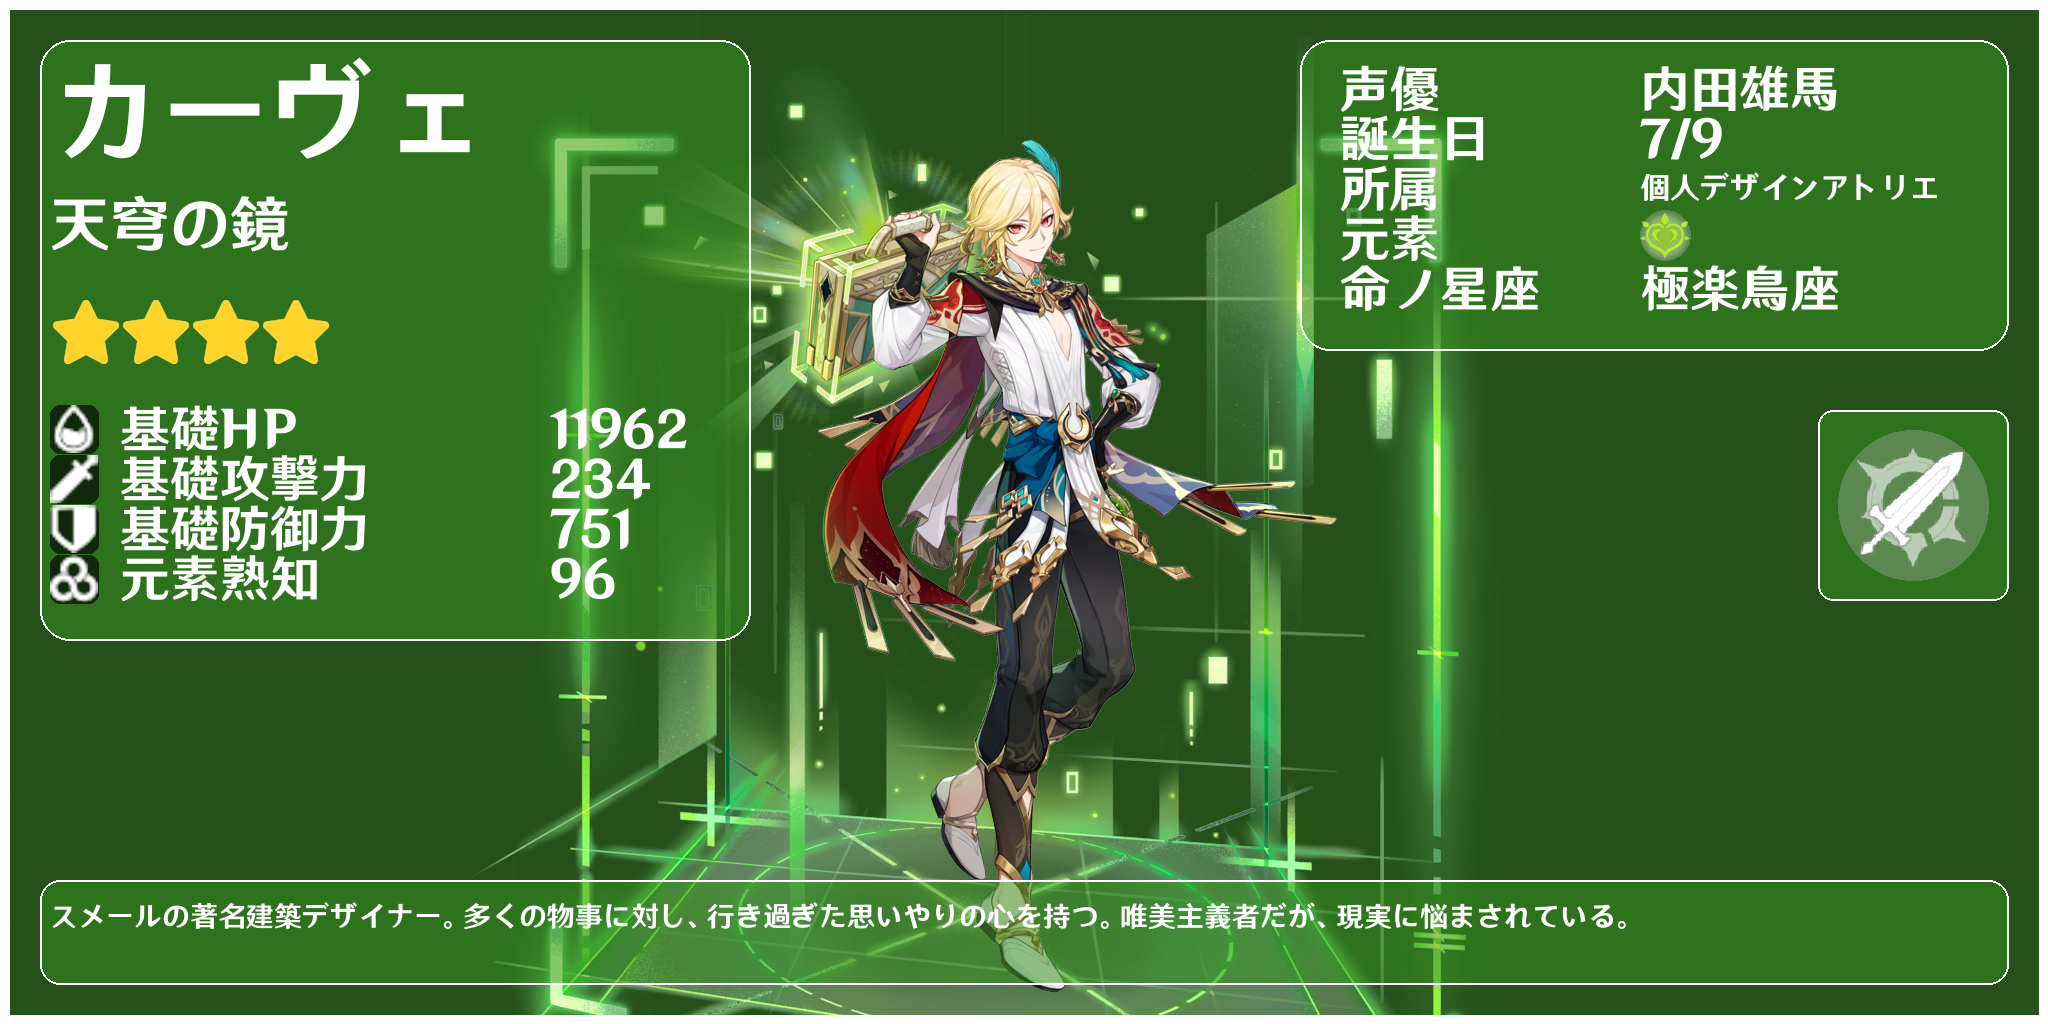 カーヴェ
天穹の鏡
基礎HP 11962
基礎攻撃力 234
基礎防御力 751
元素熟知 96
声優 内田雄馬
誕生日 7/9
所属 個人デザインアトリエ
元素
命ノ星座 極楽鳥座
スメールの著名建築デザイナー。多くの物事に対し、行き過ぎた思いやりの心を持つ。唯美主義者だが、現実に悩まされている。